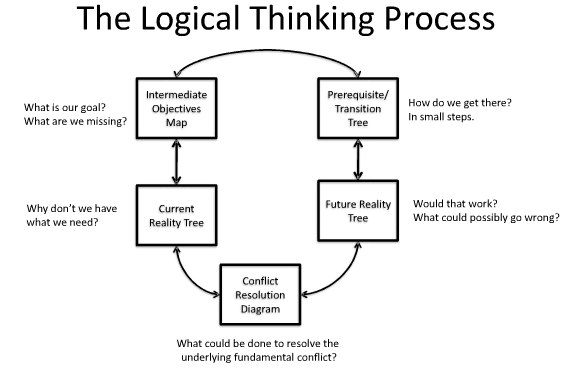 The Logical Thinking Process
Intermediate
Objectives
Map
What is our goal?
What are we missing?
Prerequisite/
Transition
Tree
How do we get there?
In small steps.
Why don't we have
what we need?
Current
Reality Tree
Future Reality
Tree
Would that work?
What could possibly go wrong?
Conflict
Resolution
Diagram
What could be done to resolve the
underlying fundamental conflict?